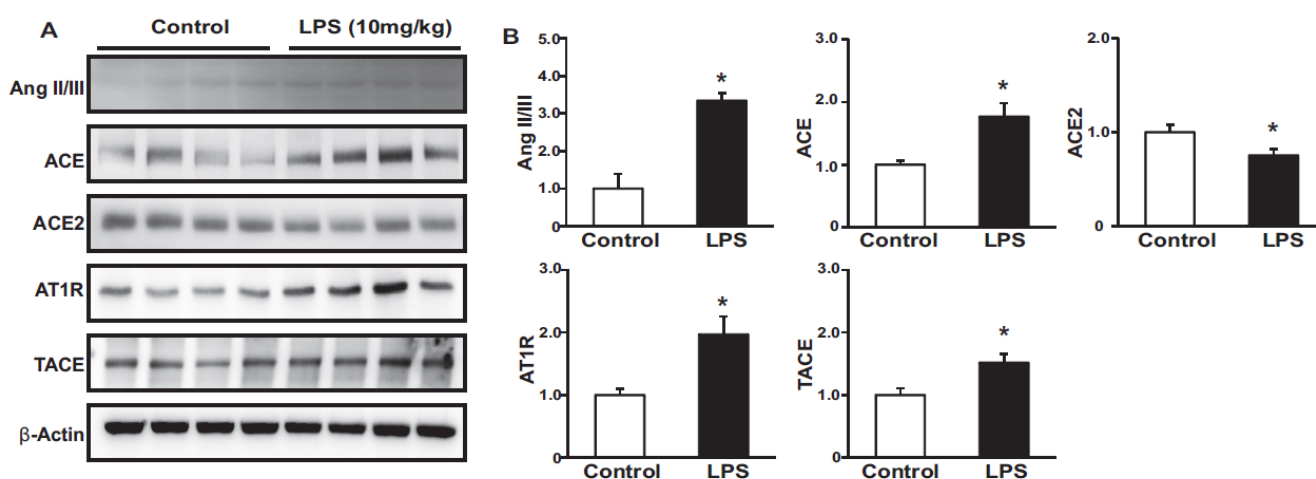 A
Control
LPS (10mg/kg)
Ang II/III
ACE
ACE2
AT1R
TACE
β-Actin
B
Ang II/III
5.0
4.0
3.0
2.0
1.0
0
*
Control
LPS
ACE
3.0
2.0
1.0
0
*
Control
LPS
ACE2
2.0
1.0
0
*
Control
LPS
AT1R
3.0
2.0
1.0
0
*
Control
LPS
TACE
3.0
2.0
1.0
0
*
Control
LPS